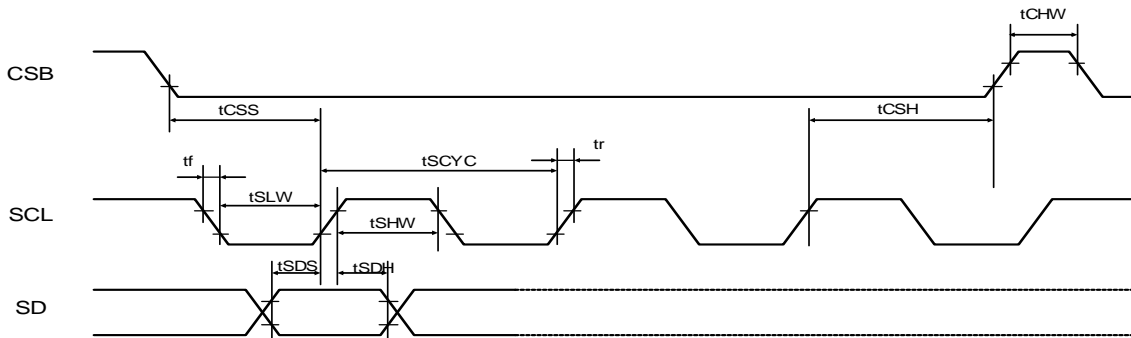 tCHW
CSB
tCSS
tCSH
tf
tSCYC
tr
tSLW
SCL
tSHW
tSDS
tSDH
SD